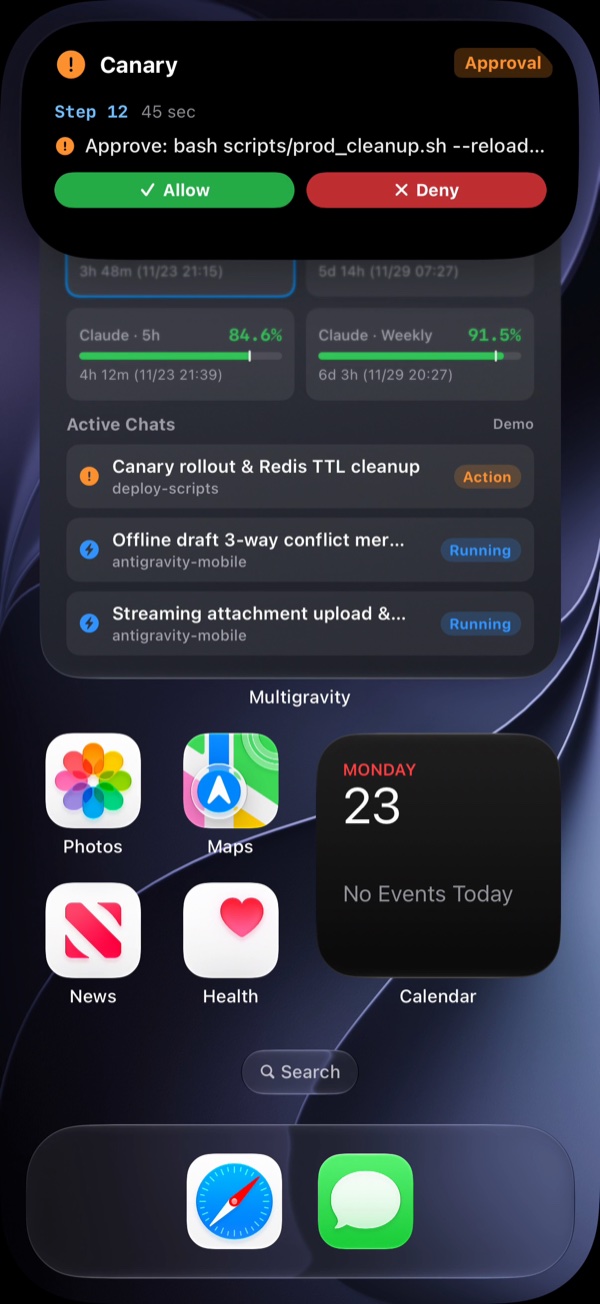 Canary
Approval
Step 12 45 sec
Approve: bash scripts/prod_cleanup.sh --reload...
Allow
Deny
3h 48m (11/23 21:15)
5d 14h (11/29 07:27)
Claude · 5h 84.6%
4h 12m (11/23 21:39)
Claude · Weekly 91.5%
6d 3h (11/29 20:27)
Active Chats
Demo
Canary rollout & Redis TTL cleanup
deploy-scripts
Action
Offline draft 3-way conflict mer...
antigravity-mobile
Running
Streaming attachment upload &...
antigravity-mobile
Running
Multigravity
Photos
Maps
MONDAY
23
No Events Today
News
Health
Calendar
Search